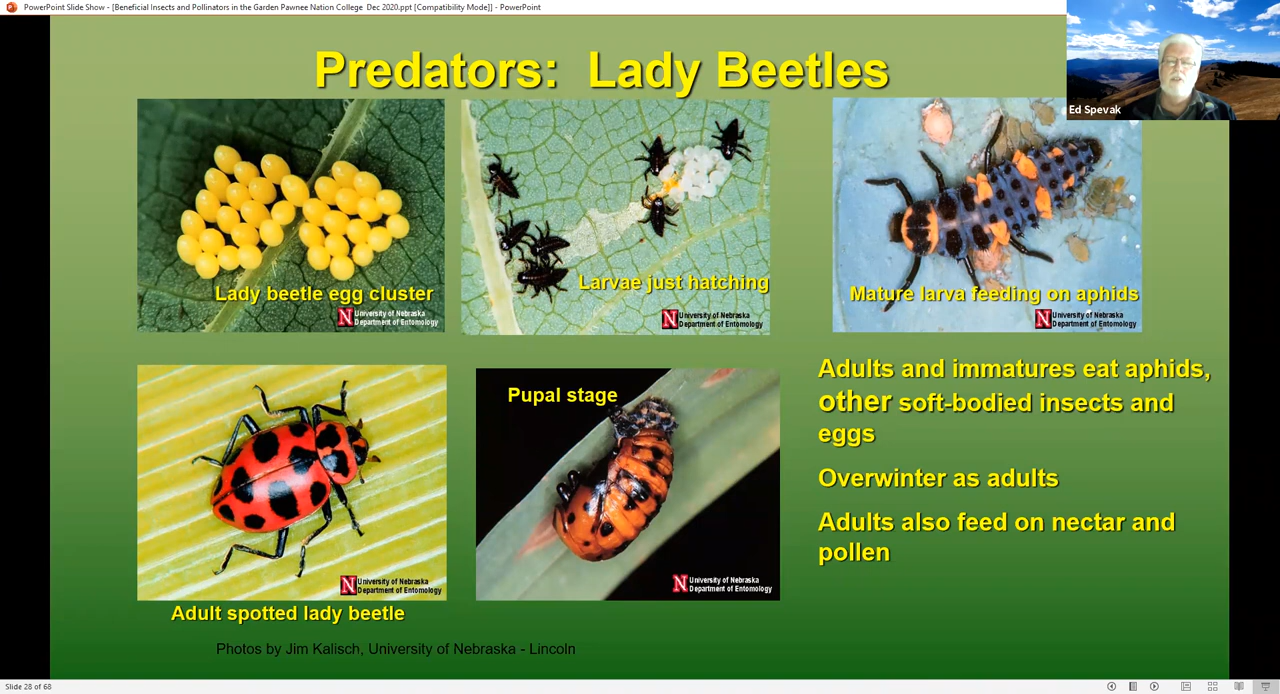 PowerPoint Slide Show - [Beneficial Insects and Pollinators in the Garden Pawnee Nation College Dec 2020.ppt [Compatibility Mode]] - PowerPoint
Ed Spevak
Predators: Lady Beetles
Lady beetle egg cluster
N University of Nebraska
Department of Entomology
Larvae just hatching
N University of Nebraska
Department of Entomology
Mature larva feeding on aphids
N University of Nebraska
Department of Entomology
Adult spotted lady beetle
N University of Nebraska
Department of Entomology
Pupal stage
N University of Nebraska
Department of Entomology
Adults and immatures eat aphids,
other soft-bodied insects and
eggs
Overwinter as adults
Adults also feed on nectar and
pollen
Photos by Jim Kalisch, University of Nebraska - Lincoln
Slide 28 of 68